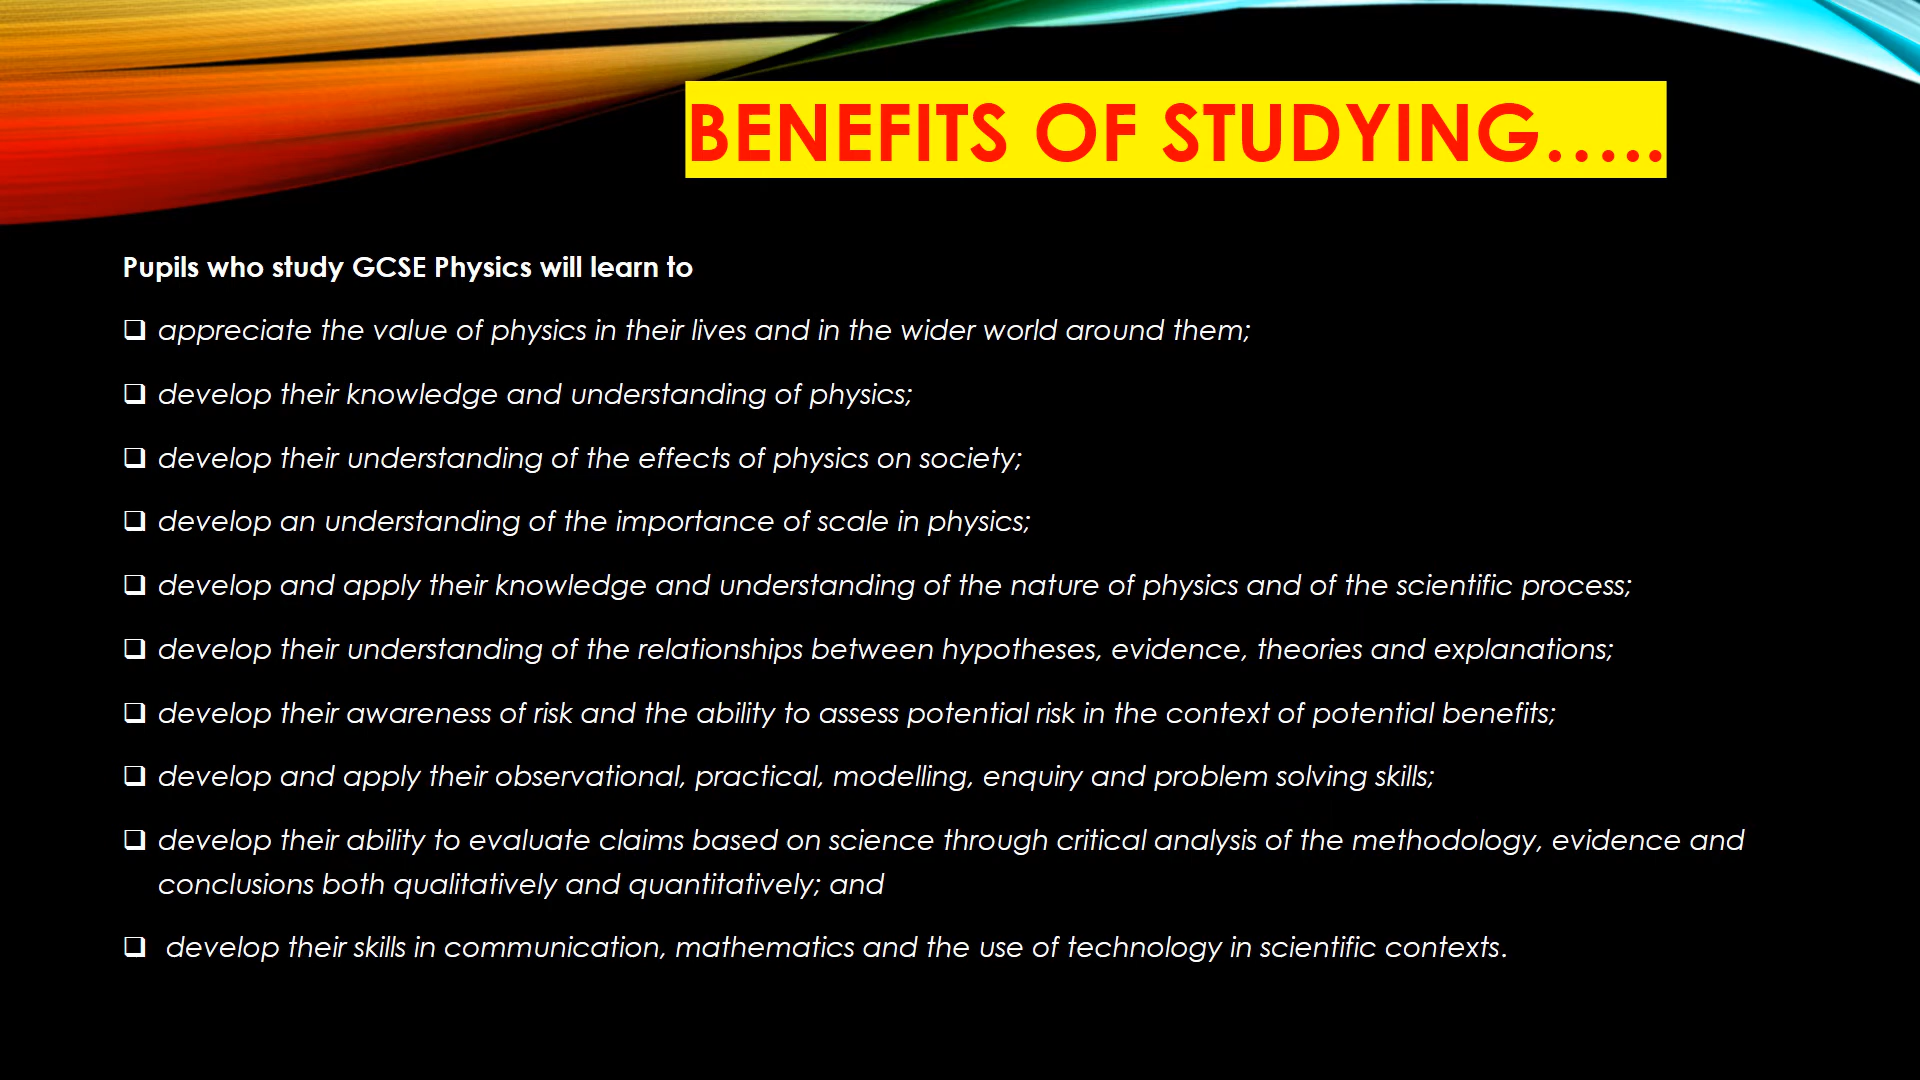 BENEFITS OF STUDYING…..
Pupils who study GCSE Physics will learn to
❑ appreciate the value of physics in their lives and in the wider world around them;
❑ develop their knowledge and understanding of physics;
❑ develop their understanding of the effects of physics on society;
❑ develop an understanding of the importance of scale in physics;
❑ develop and apply their knowledge and understanding of the nature of physics and of the scientific process;
❑ develop their understanding of the relationships between hypotheses, evidence, theories and explanations;
❑ develop their awareness of risk and the ability to assess potential risk in the context of potential benefits;
❑ develop and apply their observational, practical, modelling, enquiry and problem solving skills;
❑ develop their ability to evaluate claims based on science through critical analysis of the methodology, evidence and
conclusions both qualitatively and quantitatively; and
❑ develop their skills in communication, mathematics and the use of technology in scientific contexts.